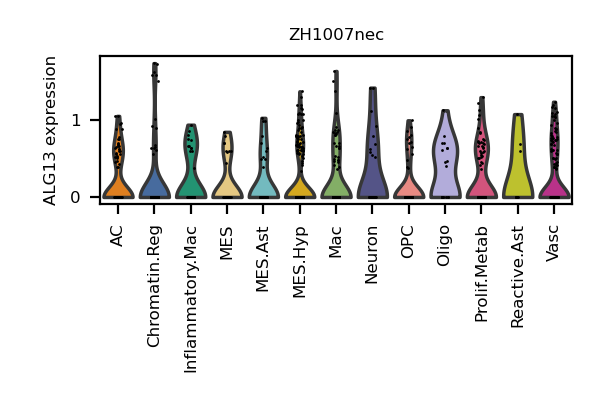 ZH1007nec
ALG13 expression
1
0
AC
Chromatin.Reg
Inflammatory.Mac
MES
MES.Ast
MES.Hyp
Mac
Neuron
OPC
Oligo
Prolif.Metab
Reactive.Ast
Vasc